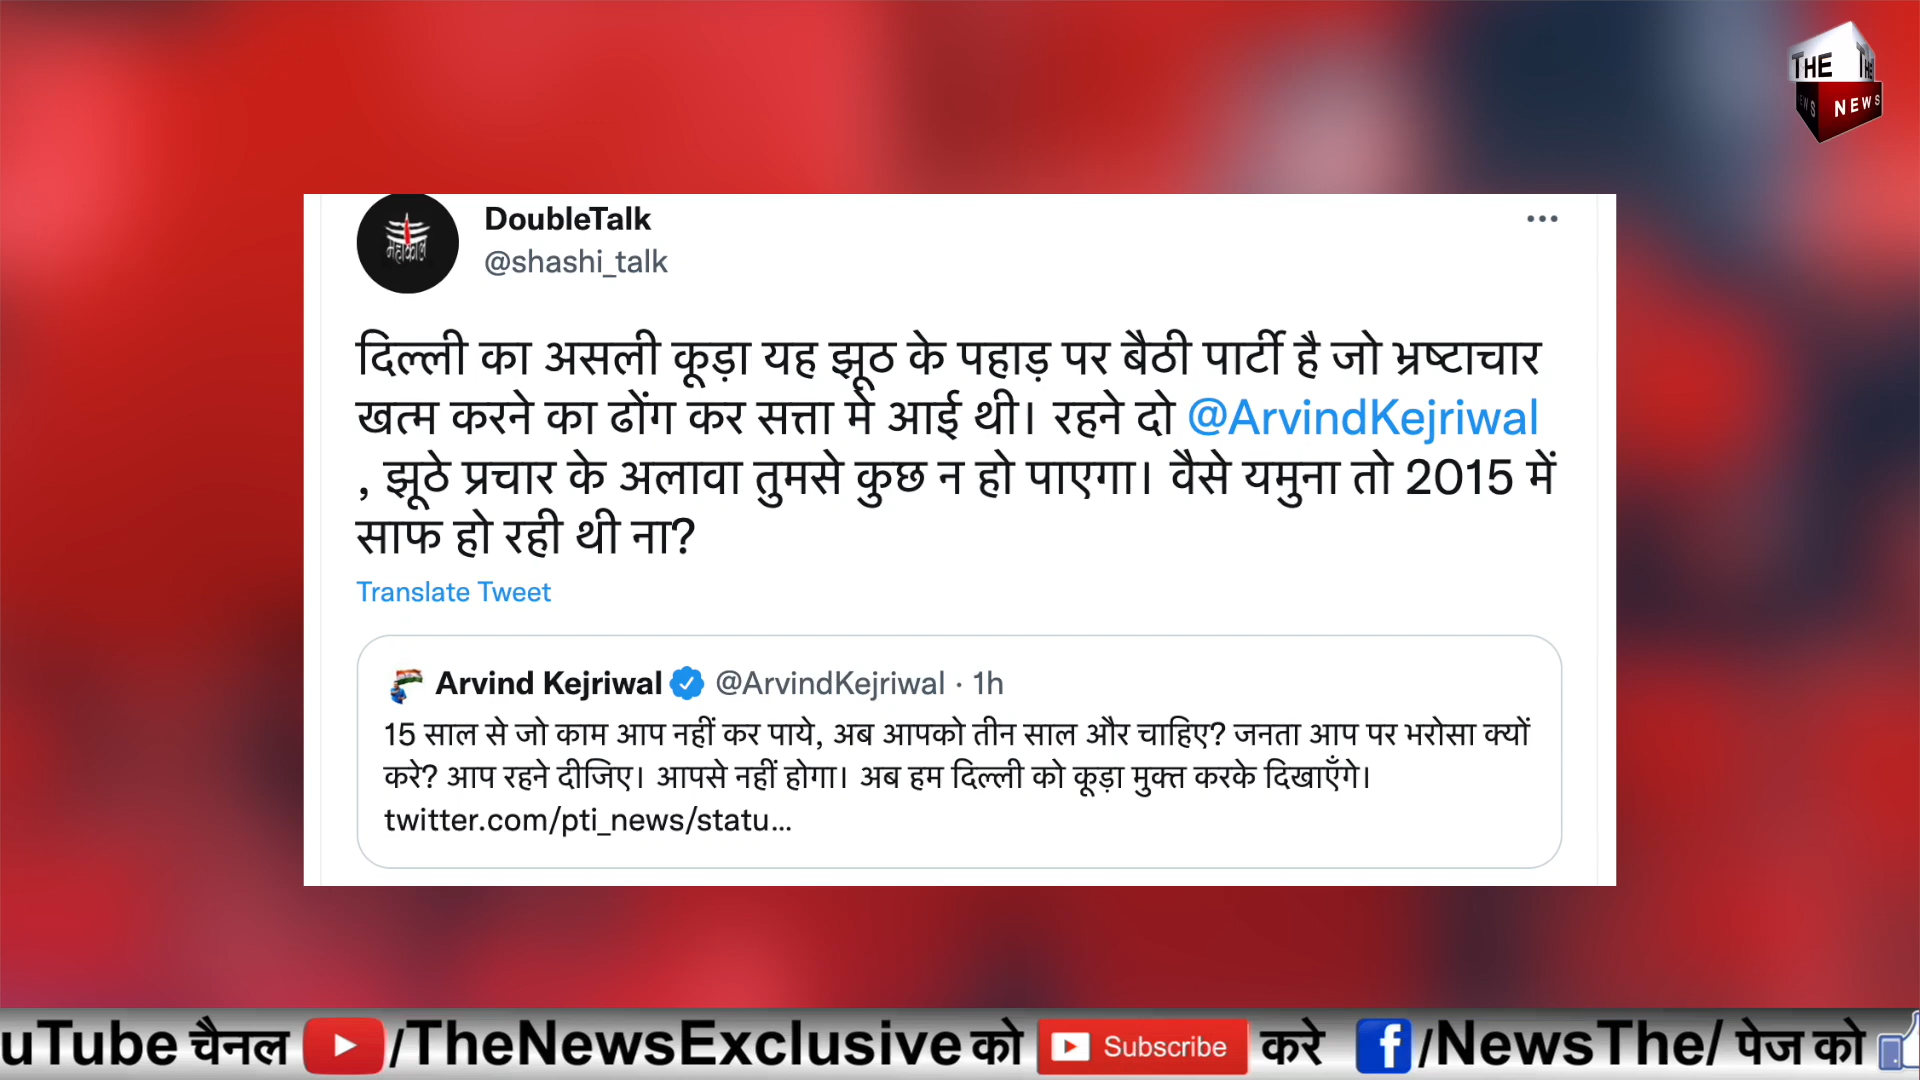 THE
NEWS
DoubleTalk
@shashi_talk
महाकाल
दिल्ली का असली कूड़ा यह झूठ के पहाड़ पर बैठी पार्टी है जो भ्रष्टाचार
खत्म करने का ढोंग कर सत्ता मे आई थी। रहने दो @ArvindKejriwal
, झूठे प्रचार के अलावा तुमसे कुछ न हो पाएगा। वैसे यमुना तो 2015 में
साफ हो रही थी ना?
Translate Tweet
Arvind Kejriwal @ArvindKejriwal · 1h
15 साल से जो काम आप नहीं कर पाये, अब आपको तीन साल और चाहिए? जनता आप पर भरोसा क्यों
करे? आप रहने दीजिए। आपसे नहीं होगा। अब हम दिल्ली को कूड़ा मुक्त करके दिखाएँगे।
twitter.com/pti_news/statu…
uTube चैनल /TheNewsExclusive को Subscribe करे f /NewsThe/ पेज को